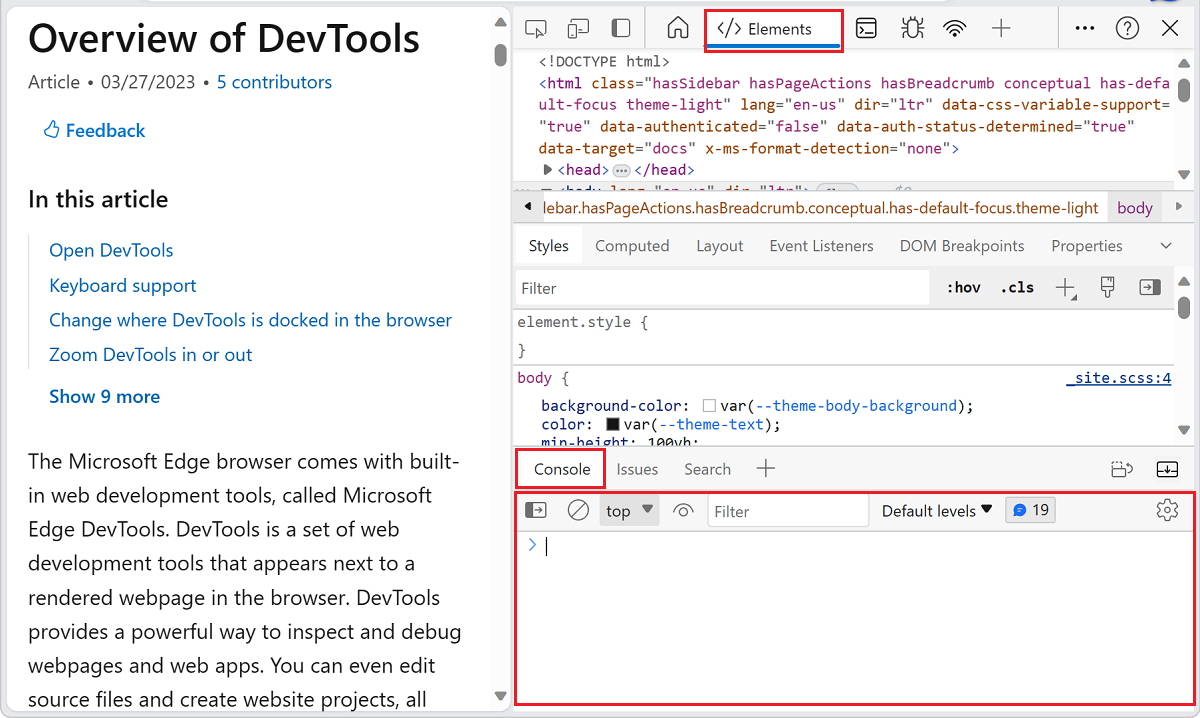 Overview of DevTools
Article • 03/27/2023 • 5 contributors
Feedback
In this article
Open DevTools
Keyboard support
Change where DevTools is docked in the browser
Zoom DevTools in or out
Show 9 more
The Microsoft Edge browser comes with built-
in web development tools, called Microsoft
Edge DevTools. DevTools is a set of web
development tools that appears next to a
rendered webpage in the browser. DevTools
provides a powerful way to inspect and debug
webpages and web apps. You can even edit
source files and create website projects, all
</> Elements
<!DOCTYPE html>
<html class="hasSidebar hasPageActions hasBreadcrumb conceptual has-defa
ult-focus theme-light" lang="en-us" dir="ltr" data-css-variable-support=
"true" data-authenticated="false" data-auth-status-determined="true"
data-target="docs" x-ms-format-detection="none">
<head> ... </head>
<body lang="en-us" dir="ltr">
lebar.hasPageActions.hasBreadcrumb.conceptual.has-default-focus.theme-light body
Styles Computed Layout Event Listeners DOM Breakpoints Properties
Filter :hov .cls
element.style {
}
body { _site.scss:4
background-color: var(--theme-body-background);
color: var(--theme-text);
min-height: 100vh;
Console Issues Search
top Filter Default levels 19
>